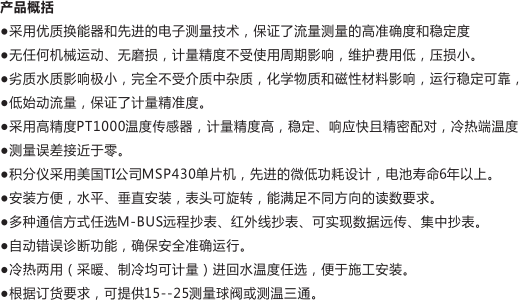 产品概括
●采用优质换能器和先进的电子测量技术，保证了流量测量的高准确度和稳定度
●无任何机械运动、无磨损，计量精度不受使用周期影响，维护费用低，压损小。
●劣质水质影响极小，完全不受介质中杂质，化学物质和磁性材料影响，运行稳定可靠，
●低始动流量，保证了计量精准度。
●采用高精度PT1000温度传感器，计量精度高，稳定、响应快且精密配对，冷热端温度
●测量误差接近于零。
●积分仪采用美国TI公司MSP430单片机，先进的微低功耗设计，电池寿命6年以上。
●安装方便，水平、垂直安装，表头可旋转，能满足不同方向的读数要求。
●多种通信方式任选M-BUS远程抄表、红外线抄表、可实现数据远传、集中抄表。
●自动错误诊断功能，确保安全准确运行。
●冷热两用（采暖、制冷均可计量）进回水温度任选，便于施工安装。
●根据订货要求，可提供15--25测量球阀或测温三通。